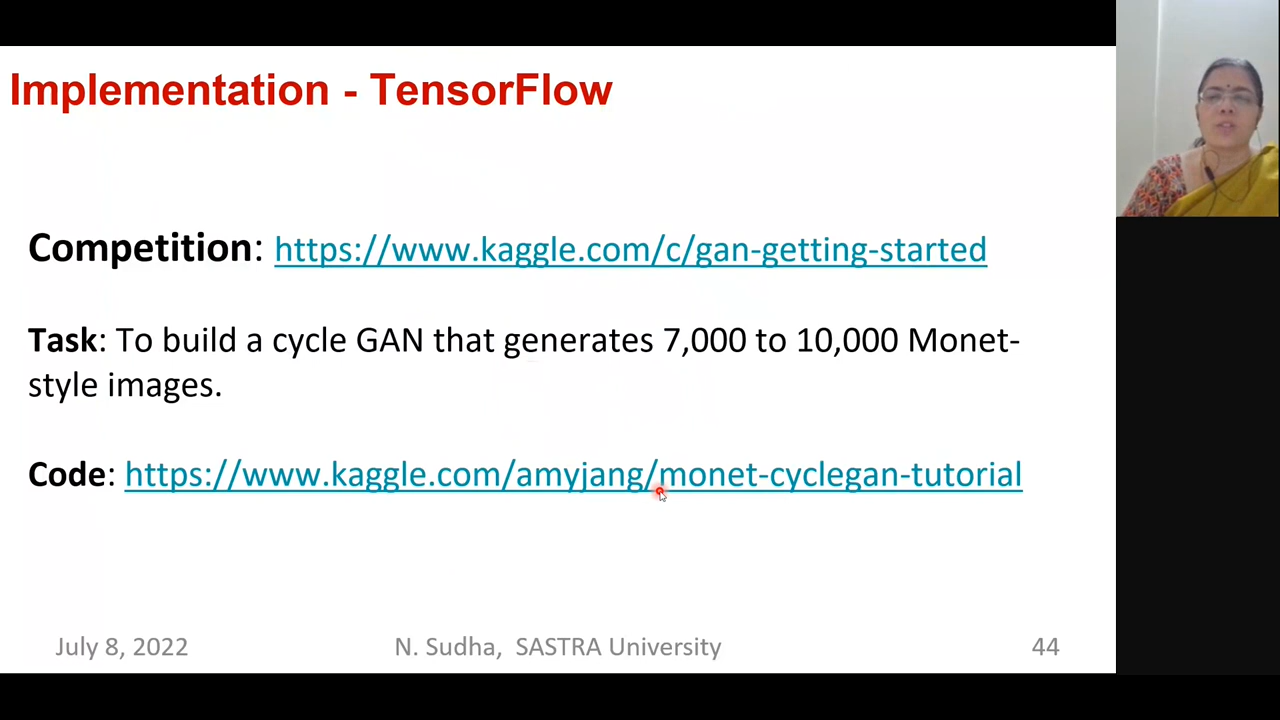 Implementation - TensorFlow
Competition: https://www.kaggle.com/c/gan-getting-started
Task: To build a cycle GAN that generates 7,000 to 10,000 Monet-
style images.
Code: https://www.kaggle.com/amyjang/monet-cyclegan-tutorial
July 8, 2022 N. Sudha, SASTRA University 44